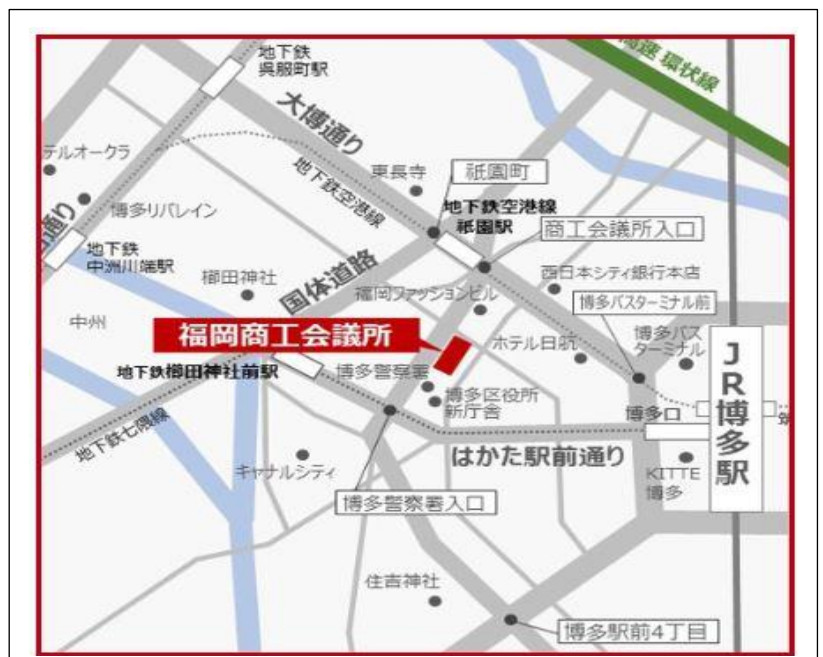 高速 環状線
地下鉄
呉服町駅
大博通り
テルオークラ
東長寺
祇園町
地下鉄空港線
博多リバレイン
地下鉄空港線
祇園駅
商工会議所入口
通り
地下鉄
中洲川端駅
国体道路
西日本シティ銀行本店
櫛田神社
福岡ファッションビル
博多バスターミナル前
中州
福岡商工会議所
ホテル日航
博多バス
ターミナル
JR博多駅
地下鉄櫛田神社前駅
博多警察署
博多区役所
新庁舎
博多口
地下鉄七隈線
はかた駅前通り
キャナルシティ
KITTE
博多
博多警察署入口
住吉神社
博多駅前4丁目